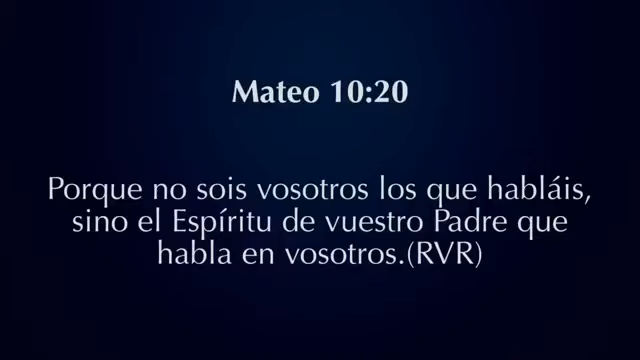 Mateo 10:20
Porque no sois vosotros los que habláis,
sino el Espíritu de vuestro Padre que
habla en vosotros.(RVR)